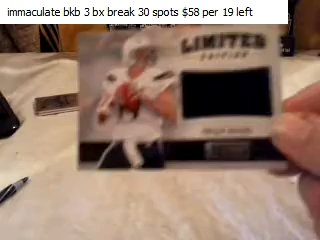 immaculate bkb 3 bx break 30 spots $58 per 19 left
LIMITED
EDITION